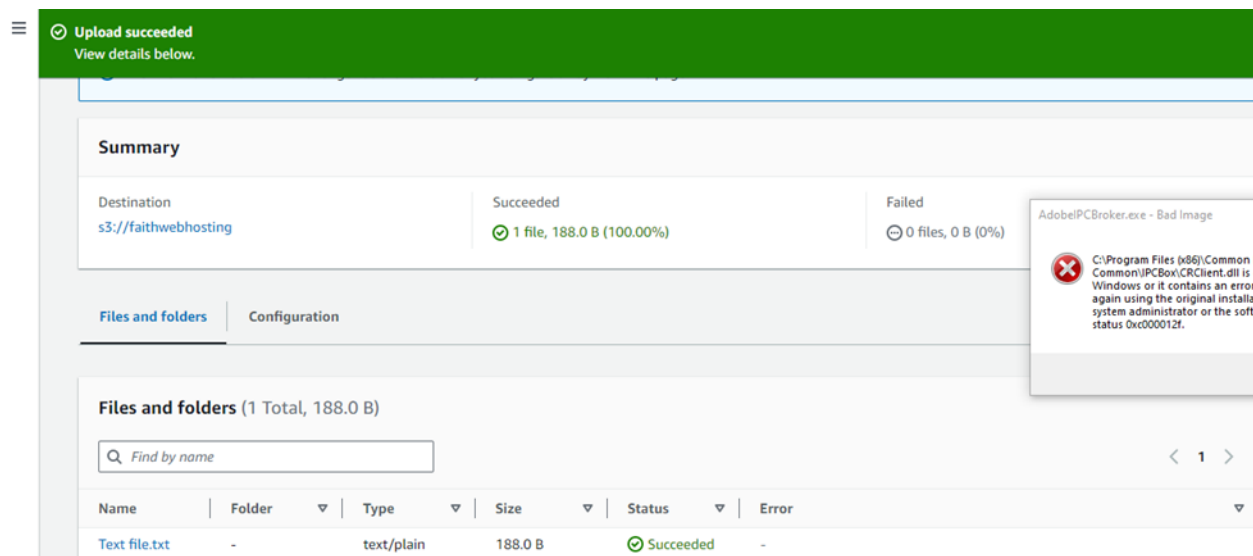 Upload succeeded
View details below.
Summary
Destination
s3://faithwebhosting
Succeeded
1 file, 188.0 B (100.00%)
Failed
0 files, 0 B (0%)
AdobeIPCBroker.exe - Bad Image
C:\Program Files (x86)\Common
Common\IPCBox\CRClient.dll is
Windows or it contains an error
again using the original installa
system administrator or the soft
status 0xc000012f.
Files and folders
Configuration
Files and folders (1 Total, 188.0 B)
Find by name
1
Name Folder Type Size Status Error
Text file.txt - text/plain 188.0 B Succeeded -